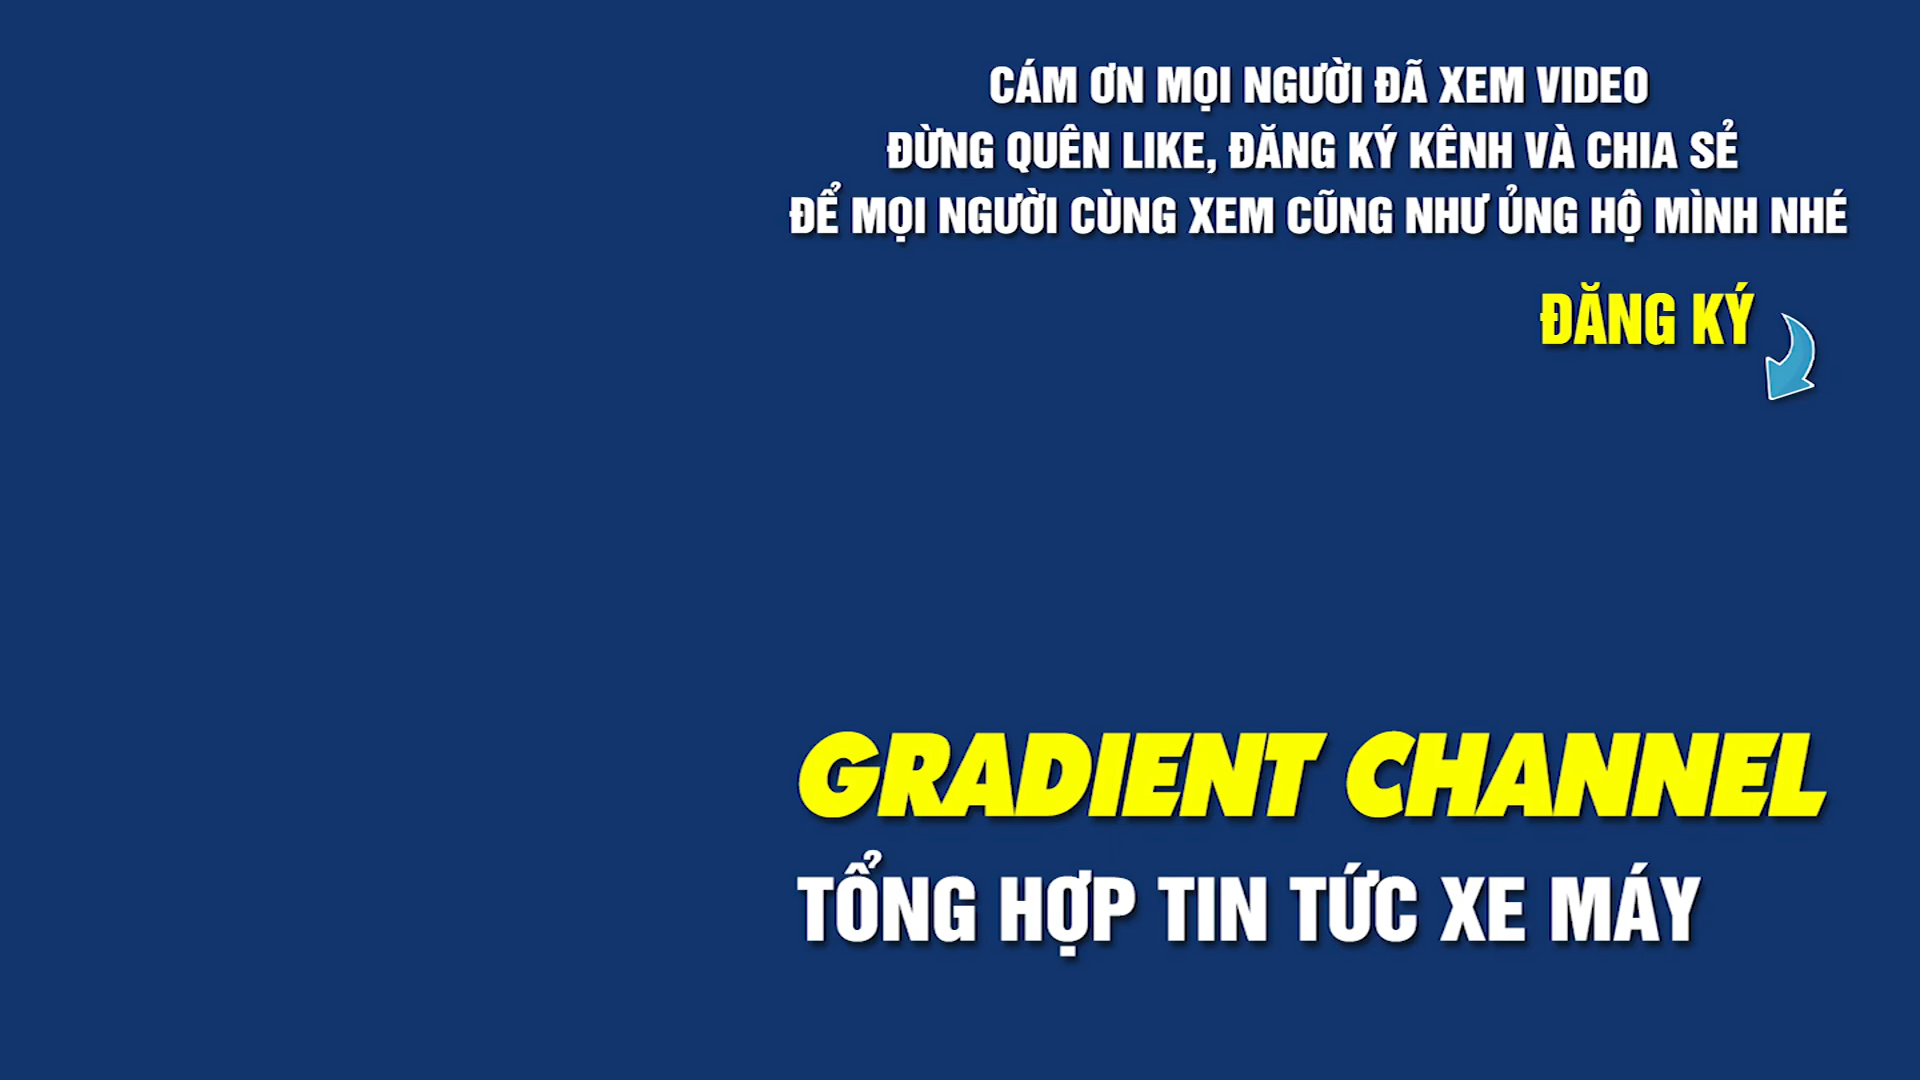 CÁM ƠN MỌI NGƯỜI ĐÃ XEM VIDEO
ĐỪNG QUÊN LIKE, ĐĂNG KÝ KÊNH VÀ CHIA SẺ
ĐỂ MỌI NGƯỜI CÙNG XEM CŨNG NHƯ ỦNG HỘ MÌNH NHÉ
ĐĂNG KÝ
GRADIENT CHANNEL
TỔNG HỢP TIN TỨC XE MÁY